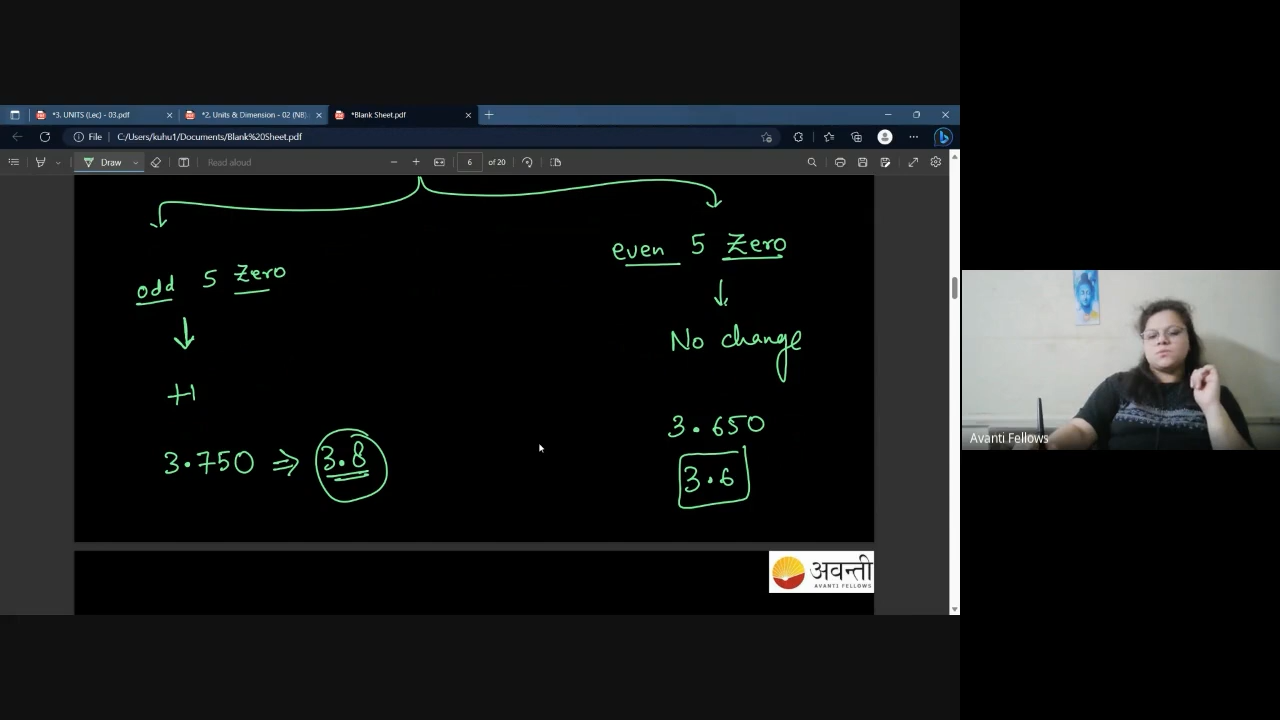 *3. UNITS (Lec) - 03.pdf
*2. Units & Dimension - 02 (NB).
*Blank Sheet.pdf
File C:/Users/kuhu1/Documents/Blank%20Sheet.pdf
Draw Read aloud 6 of 20
odd 5 Zero
+1
3.750 ⇒ 3.8
even 5 Zero
No change
3.650
3.6
अवन्ती
AVANTI FELLOWS
Avanti Fellows